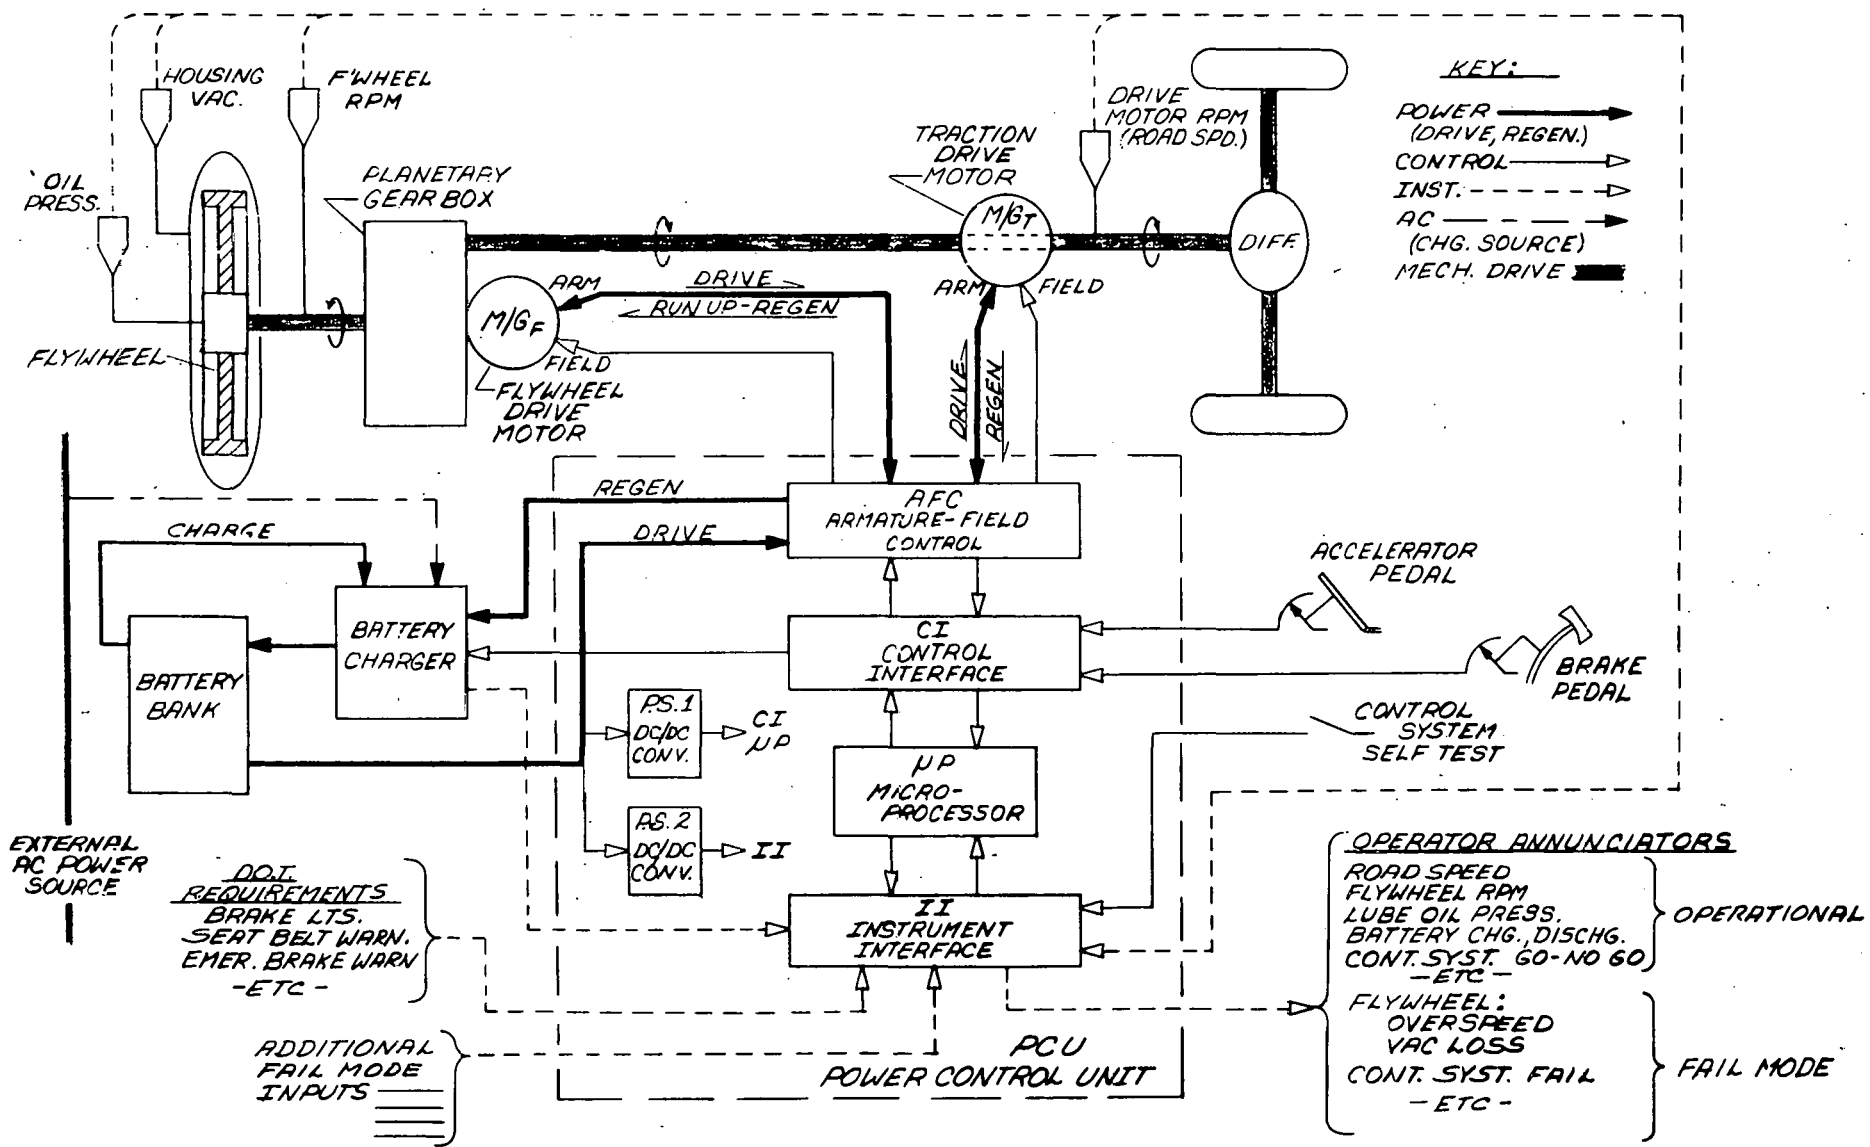 HOUSING
VAC.
F'WHEEL
RPM
OIL
PRESS.
PLANETARY
GEAR BOX
TRACTION
DRIVE
MOTOR
DRIVE
MOTOR RPM
(ROAD SPD.)
KEY:
POWER
(DRIVE, REGEN.)
CONTROL
INST.
AC
(CHG. SOURCE)
MECH. DRIVE
M/GT
DIFF.
ARM
FIELD
ARM
DRIVE
RUN UP-REGEN
M/GF
FIELD
FLYWHEEL
FLYWHEEL
DRIVE
MOTOR
DRIVE
REGEN
REGEN
DRIVE
CHARGE
AFC
ARMATURE-FIELD
CONTROL
ACCELERATOR
PEDAL
BATTERY
CHARGER
CI
CONTROL
INTERFACE
BRAKE
PEDAL
BATTERY
BANK
P.S.1
DC/DC
CONV.
CI
μP
CONTROL
SYSTEM
SELF TEST
μP
MICRO-
PROCESSOR
P.S.2
DC/DC
CONV.
II
EXTERNAL
AC POWER
SOURCE
D.O.T.
REQUIREMENTS
BRAKE LTS.
SEAT BELT WARN.
EMER. BRAKE WARN
-ETC-
II
INSTRUMENT
INTERFACE
OPERATOR ANNUNCIATORS
ROAD SPEED
FLYWHEEL RPM
LUBE OIL PRESS.
BATTERY CHG., DISCHG.
CONT. SYST. GO-NO GO
-ETC-
OPERATIONAL
FLYWHEEL:
OVERSPEED
VAC LOSS
CONT. SYST. FAIL
-ETC-
FAIL MODE
ADDITIONAL
FAIL MODE
INPUTS
PCU
POWER CONTROL UNIT